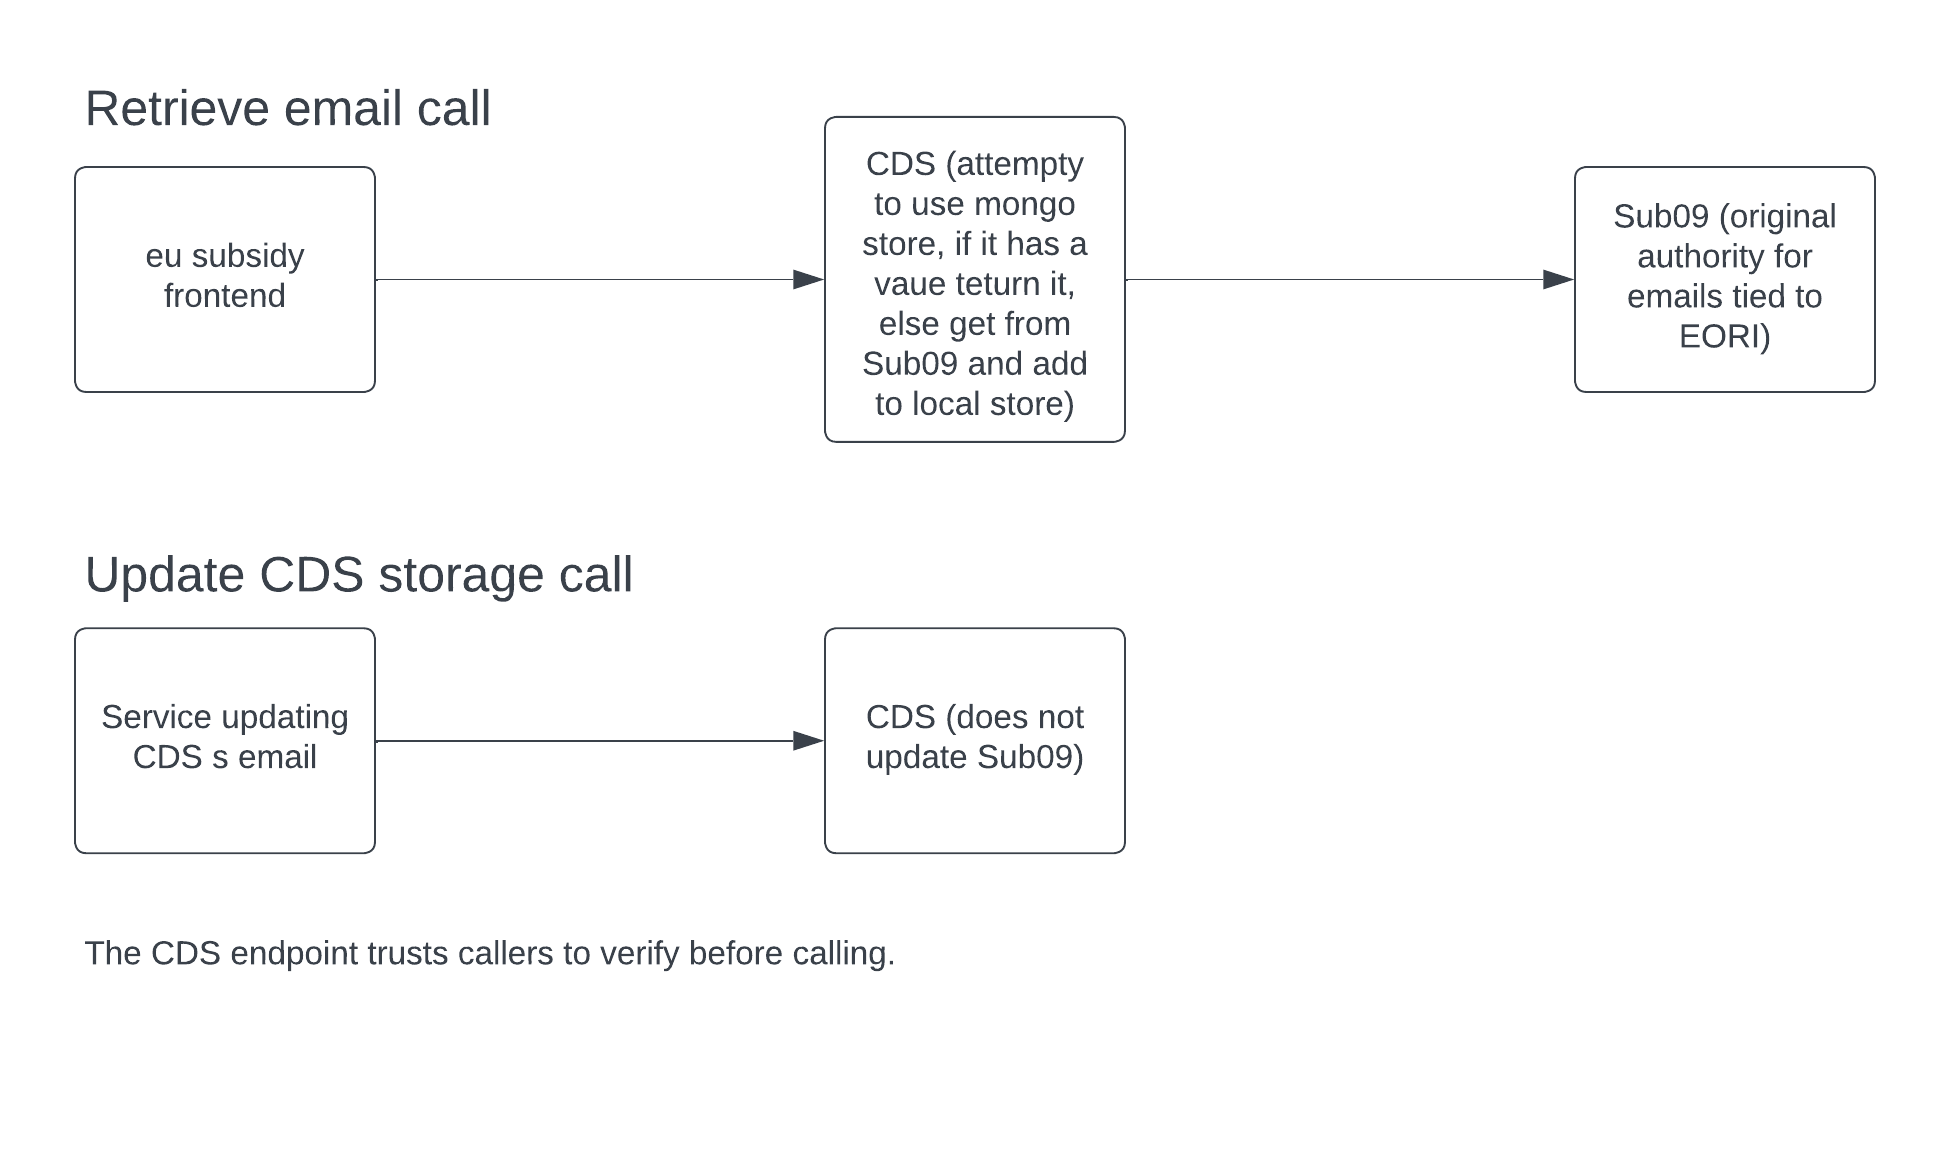 Retrieve email call
eu subsidy
frontend
CDS (attempty
to use mongo
store, if it has a
vaue teturn it,
else get from
Sub09 and add
to local store)
Sub09 (original
authority for
emails tied to
EORI)
Update CDS storage call
Service updating
CDS s email
CDS (does not
update Sub09)
The CDS endpoint trusts callers to verify before calling.